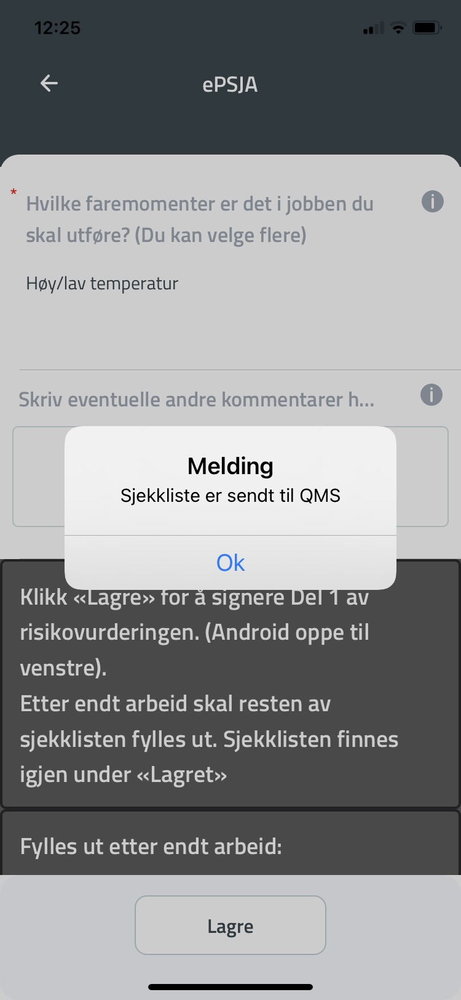 12:25
ePSJA
* Hvilke faremomenter er det i jobben du
skal utføre? (Du kan velge flere)
Høy/lav temperatur
Skriv eventuelle andre kommentarer h...
Melding
Sjekkliste er sendt til QMS
Ok
Klikk «Lagre» for å signere Del 1 av
risikovurderingen. (Android oppe til
venstre).
Etter endt arbeid skal resten av
sjekklisten fylles ut. Sjekklisten finnes
igjen under «Lagret»
Fylles ut etter endt arbeid:
Lagre